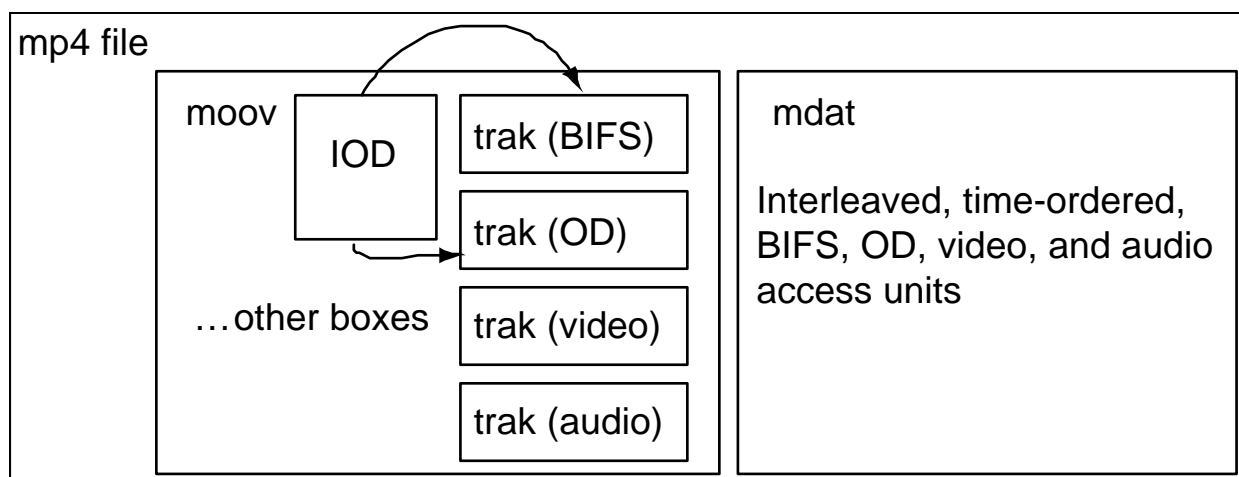 mp4 file
moov
IOD
trak (BIFS)
trak (OD)
...other boxes
trak (video)
trak (audio)
mdat
Interleaved, time-ordered,
BIFS, OD, video, and audio
access units